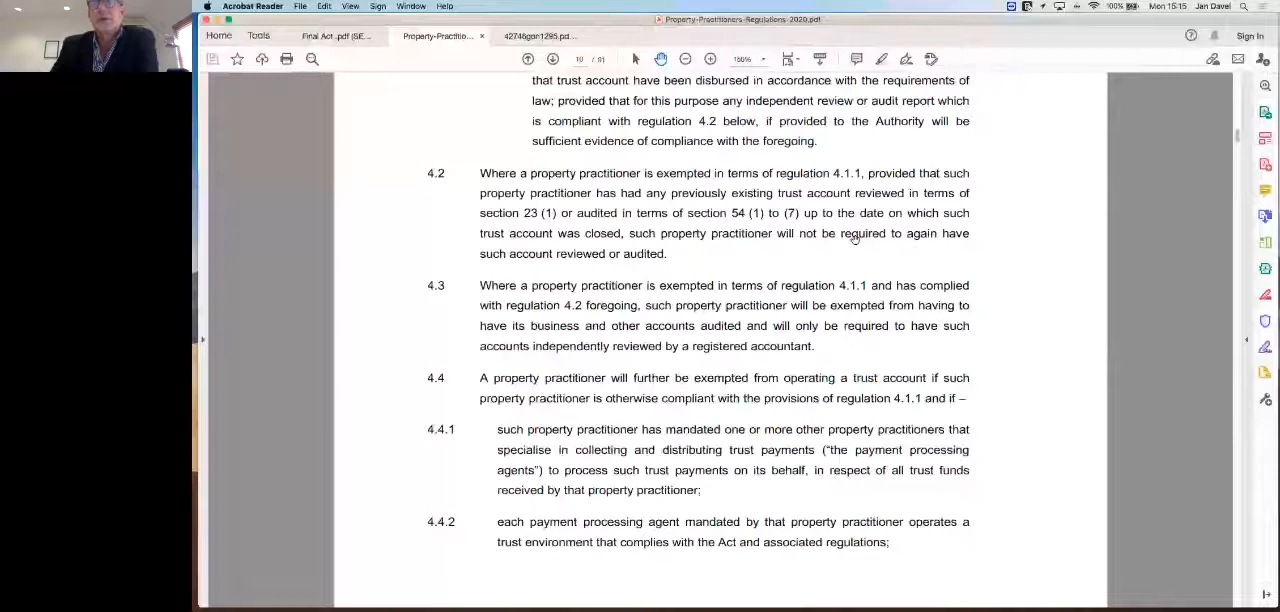 Acrobat Reader File Edit View Sign Window Help 100% Mon 15:15 Jan Davel
Property-Practitioners-Regulations-2020.pdf
Home Tools Final Act .pdf (SE... Property-Practitio... × 42746gon1295.pd... Sign In
10 / 91 150%
that trust account have been disbursed in accordance with the requirements of
law; provided that for this purpose any independent review or audit report which
is compliant with regulation 4.2 below, if provided to the Authority will be
sufficient evidence of compliance with the foregoing.
4.2 Where a property practitioner is exempted in terms of regulation 4.1.1, provided that such
property practitioner has had any previously existing trust account reviewed in terms of
section 23 (1) or audited in terms of section 54 (1) to (7) up to the date on which such
trust account was closed, such property practitioner will not be required to again have
such account reviewed or audited.
4.3 Where a property practitioner is exempted in terms of regulation 4.1.1 and has complied
with regulation 4.2 foregoing, such property practitioner will be exempted from having to
have its business and other accounts audited and will only be required to have such
accounts independently reviewed by a registered accountant.
4.4 A property practitioner will further be exempted from operating a trust account if such
property practitioner is otherwise compliant with the provisions of regulation 4.1.1 and if –
4.4.1 such property practitioner has mandated one or more other property practitioners that
specialise in collecting and distributing trust payments (“the payment processing
agents”) to process such trust payments on its behalf, in respect of all trust funds
received by that property practitioner;
4.4.2 each payment processing agent mandated by that property practitioner operates a
trust environment that complies with the Act and associated regulations;